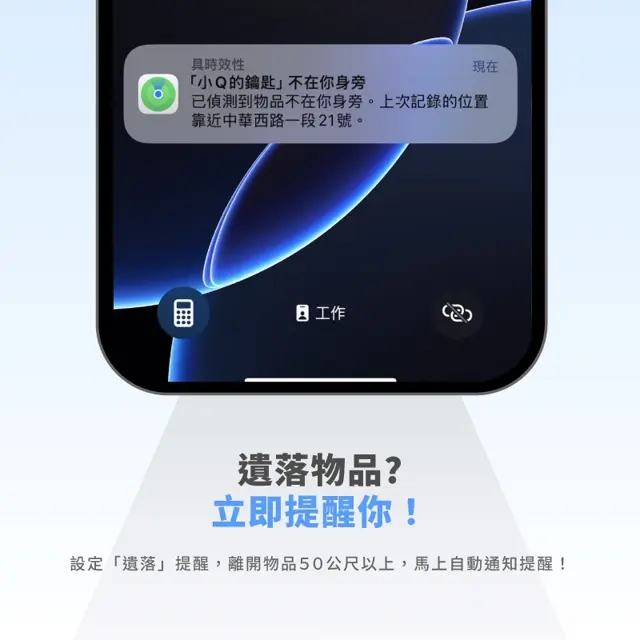 具時效性
現在
「小Q的鑰匙」不在你身旁
已偵測到物品不在你身旁。上次記錄的位置
靠近中華西路一段21號。
工作
遺落物品?
立即提醒你！
設定「遺落」提醒，離開物品50公尺以上，馬上自動通知提醒！